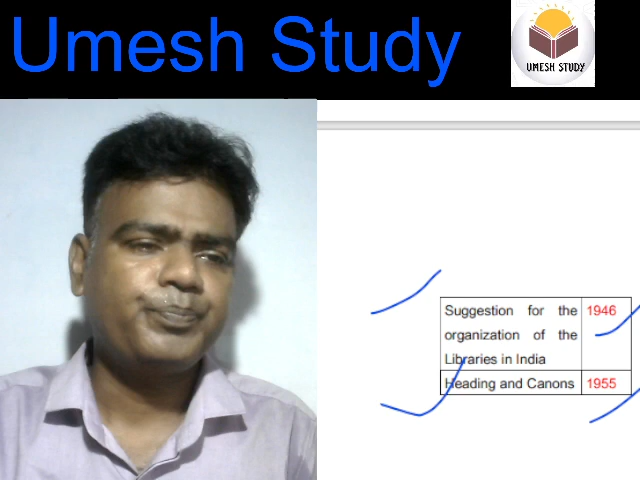 Umesh Study
UMESH STUDY
Suggestion for the 1946
organization of the
Libraries in India
Heading and Canons 1955